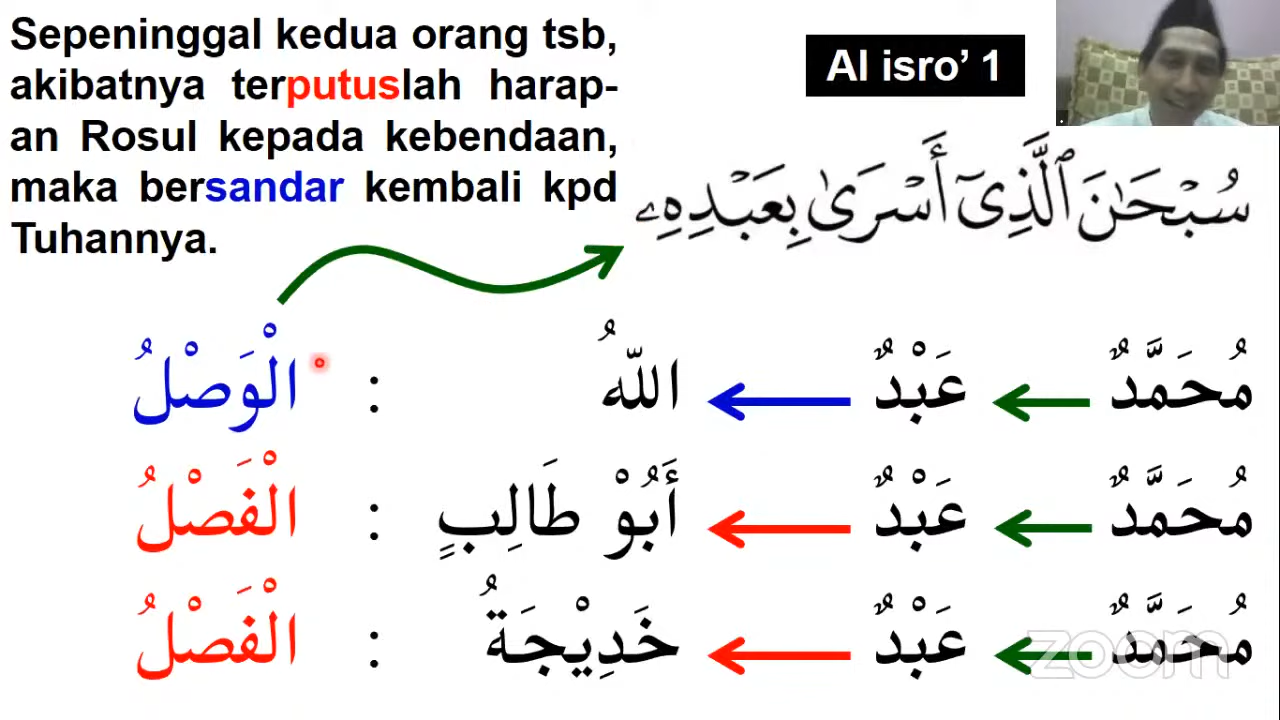 Sepeninggal kedua orang tsb,
akibatnya terputuslah harap-
an Rosul kepada kebendaan,
maka bersandar kembali kpd
Tuhannya.
Al isro’ 1
سُبْحَـٰنَ ٱلَّذِىٓ أَسْرَىٰ بِعَبْدِهِۦ
مُحَمَّدٌ ← عَبْدٌ ← اللهُ : الْوَصْلُ
مُحَمَّدٌ ← عَبْدٌ ← أَبُوْ طَالِبٍ : الْفَصْلُ
مُحَمَّدٌ ← عَبْدٌ ← خَدِيْجَةُ : الْفَصْلُ
zoom